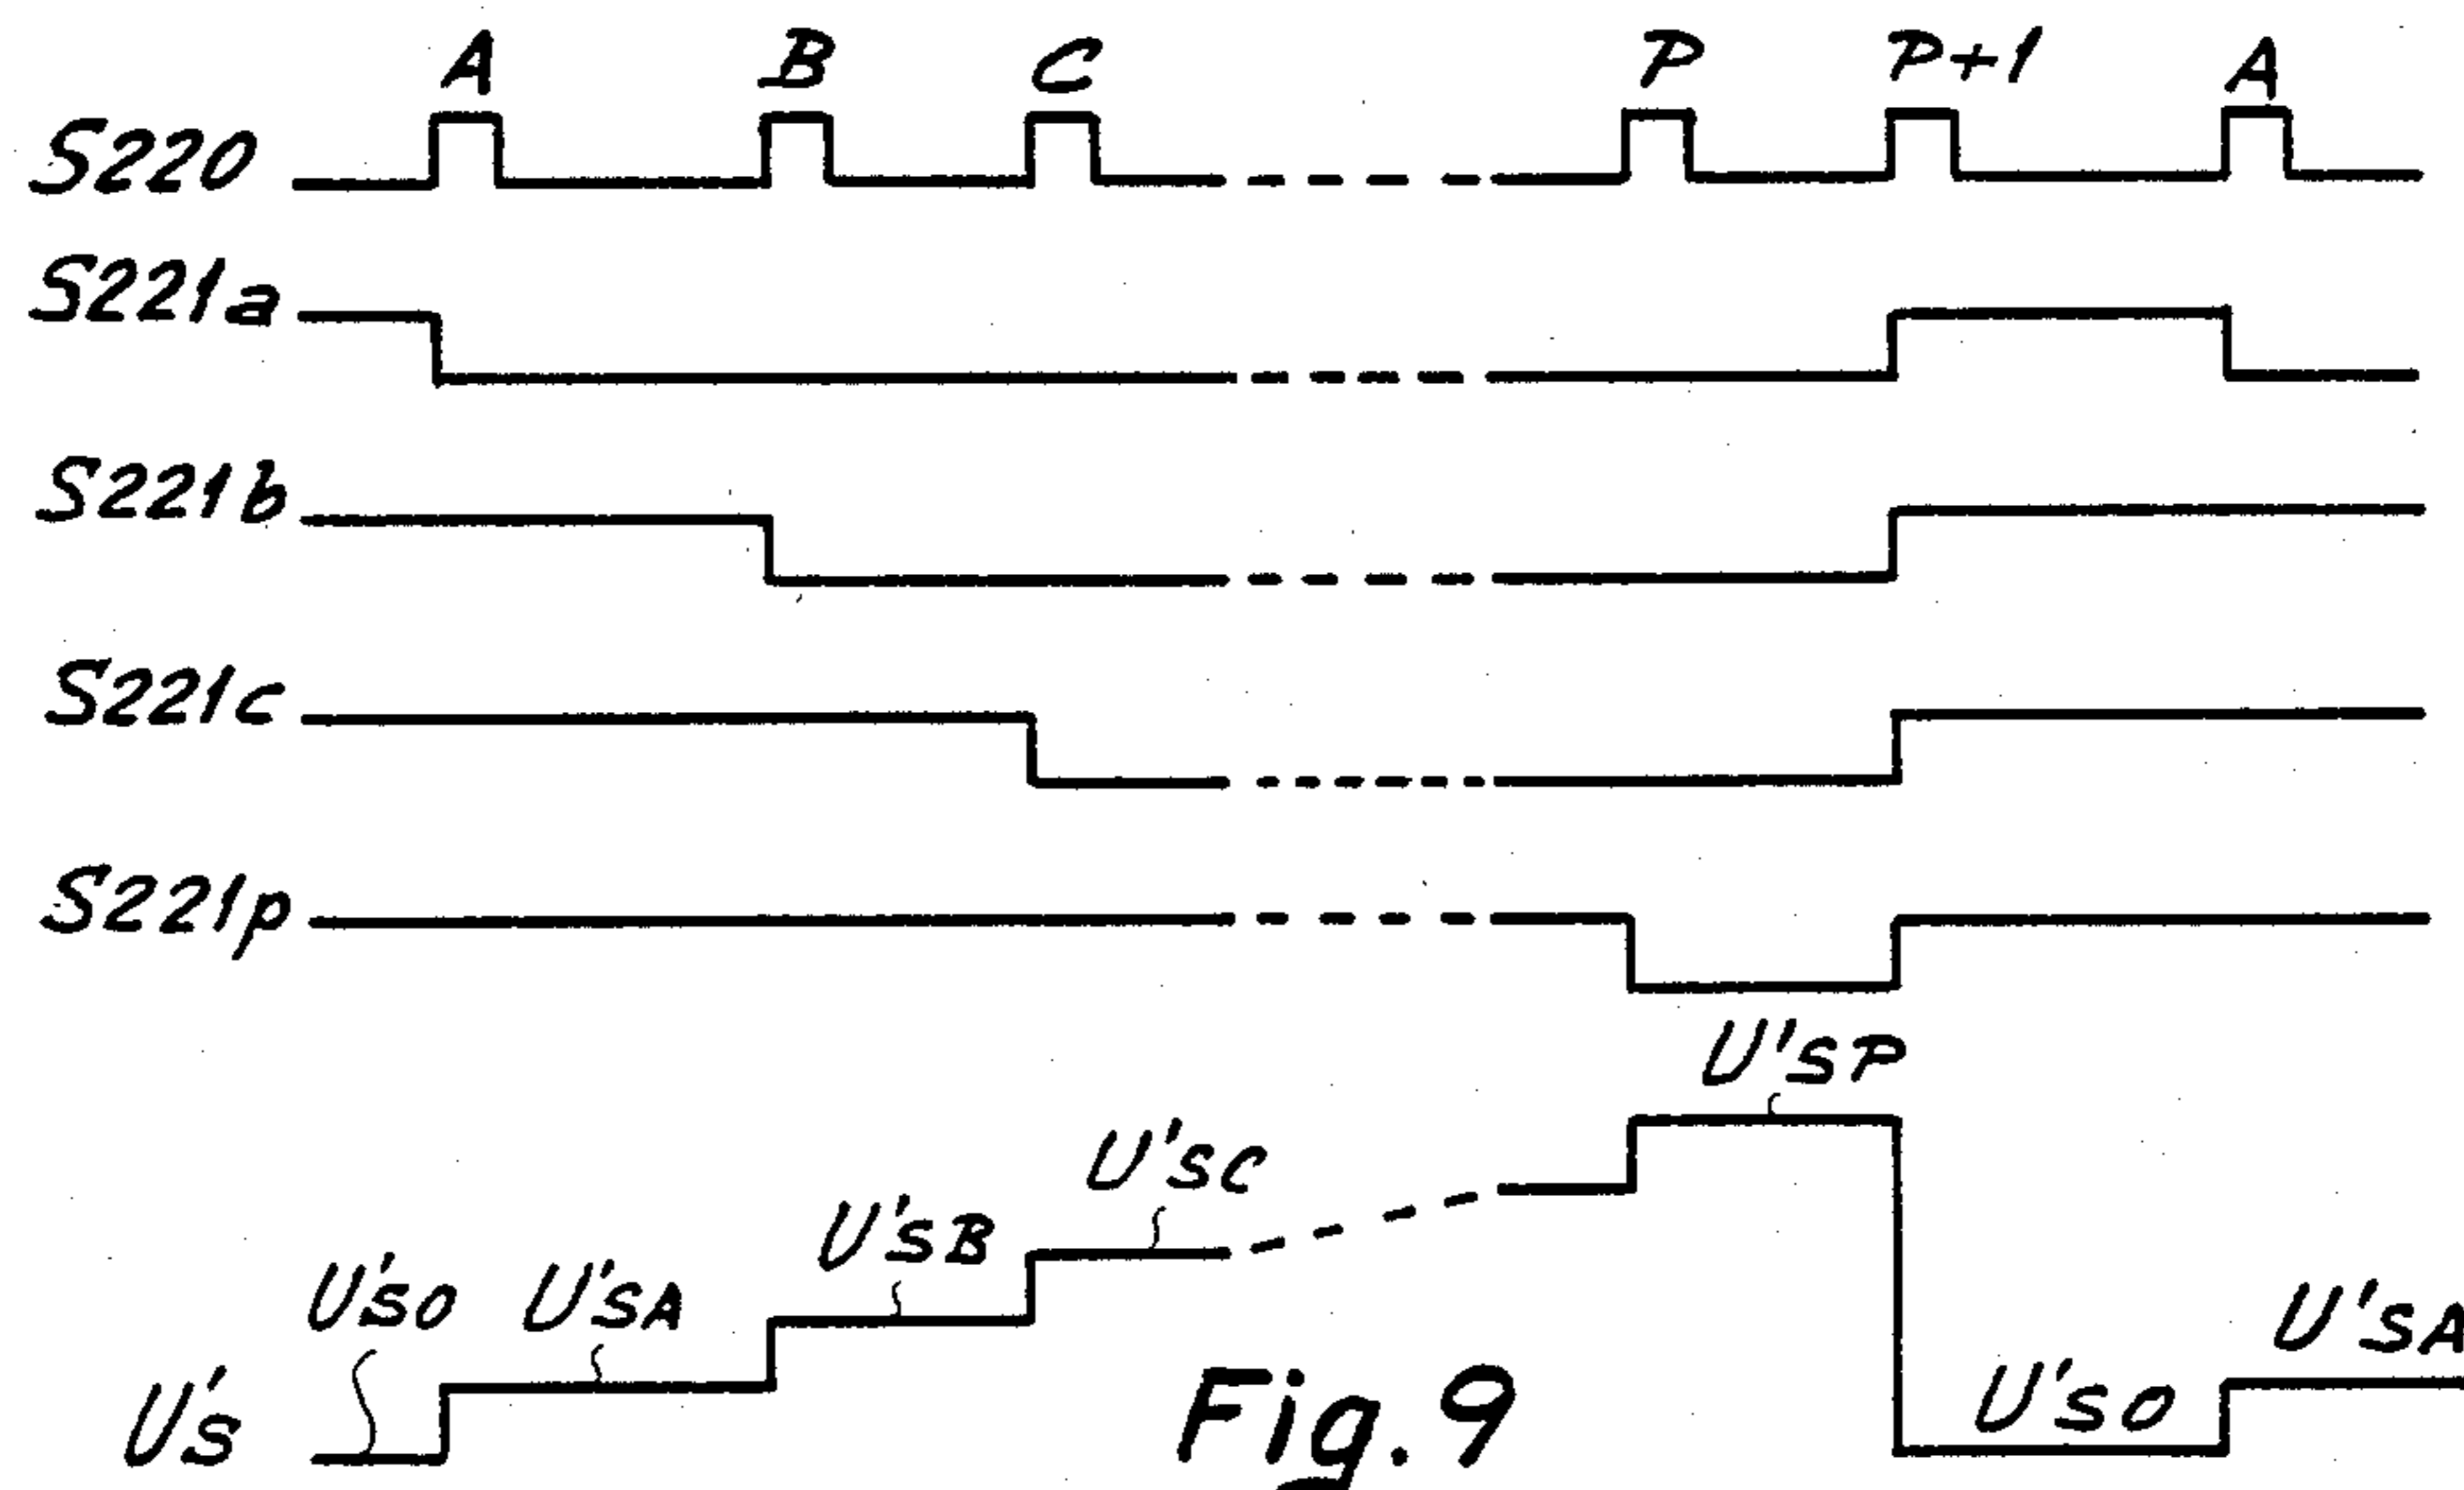 A B C P P+1 A
S220
S221a
S221b
S221c
S221p
U'SP
U'SC
U'SB
U'SO U'SA
U'SA
U'S
U'SO
Fig. 9